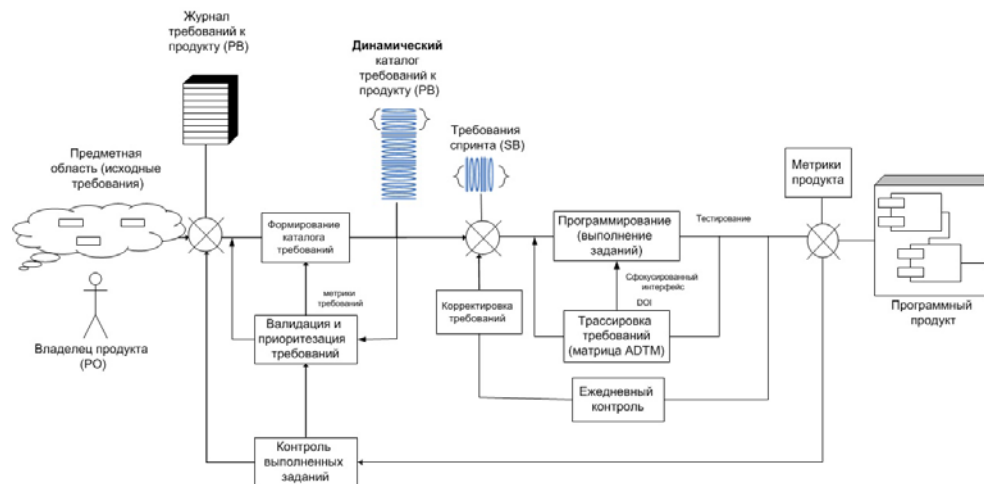 Журнал
требований к
продукту (PB)
Динамический
каталог
требований к
продукту (PB)
Требования
спринта (SB)
Предметная
область (исходные
требования)
Метрики
продукта
Формирование
каталога
требований
Программирование
(выполнение
заданий)
Тестирование
метрики
требований
Сфокусированный
интерфейс
DOI
Корректировка
требований
Валидация и
приоритезация
требований
Трассировка
требований
(матрица ADTM)
Программный
продукт
Владелец продукта
(PO)
Ежедневный
контроль
Контроль
выполненных
заданий